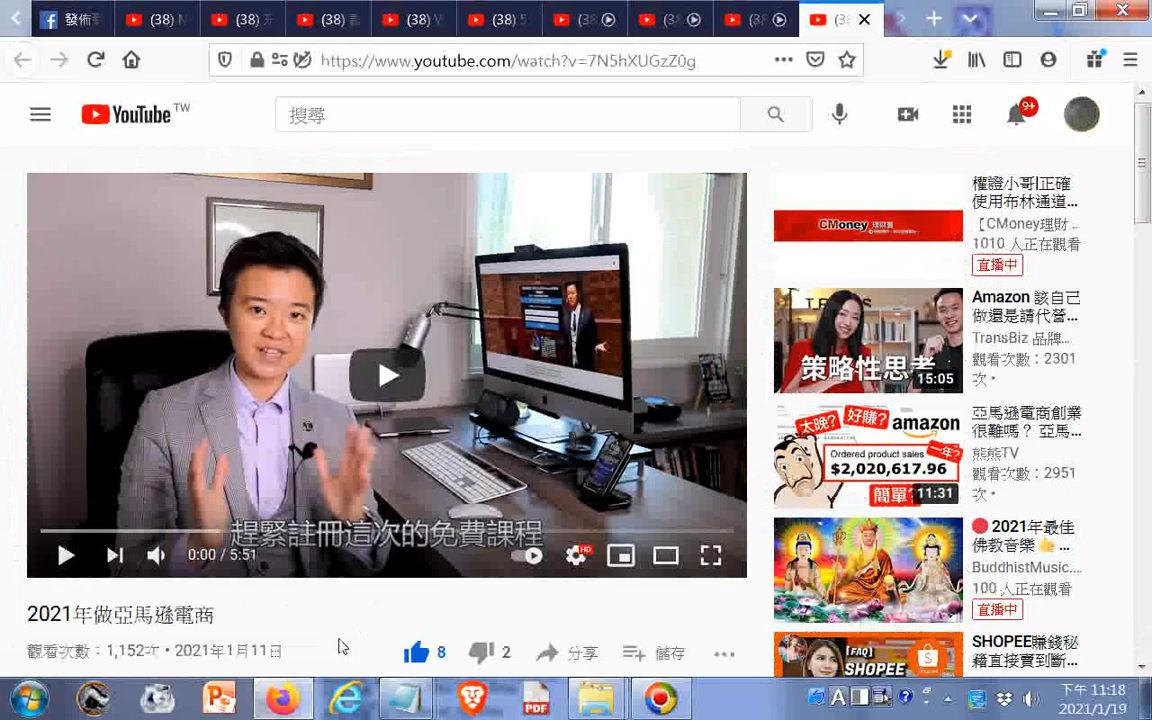 發佈
(38)
(38)
(38)
(38)
(38)
(38)
(38)
(38)
https://www.youtube.com/watch?v=7N5hXUGzZ0g
YouTube TW
搜尋
9+
趕緊註冊這次的免費課程
0:00 / 5:51
HD
2021年做亞馬遜電商
觀看次數：1,152次 • 2021年1月11日
8
2
分享
儲存
CMoney 理財寶
權證小哥|正確
使用布林通道...
【CMoney理財...
1010 人正在觀看
直播中
策略性思考
15:05
Amazon 該自己
做還是請代營...
TransBiz 品牌...
觀看次數：2301
次 •
太晚?
好賺?
amazon
一年?
Ordered product sales
$2,020,617.96
簡單?
11:31
亞馬遜電商創業
很難嗎？ 亞馬...
熊熊TV
觀看次數：2951
次 •
2021年最佳
佛教音樂 ...
BuddhistMusic....
100 人正在觀看
直播中
[FAQ]
SHOPEE
SHOPEE賺錢秘
籍直接賣到斷...
PDF
A
下午 11:18
2021/1/19